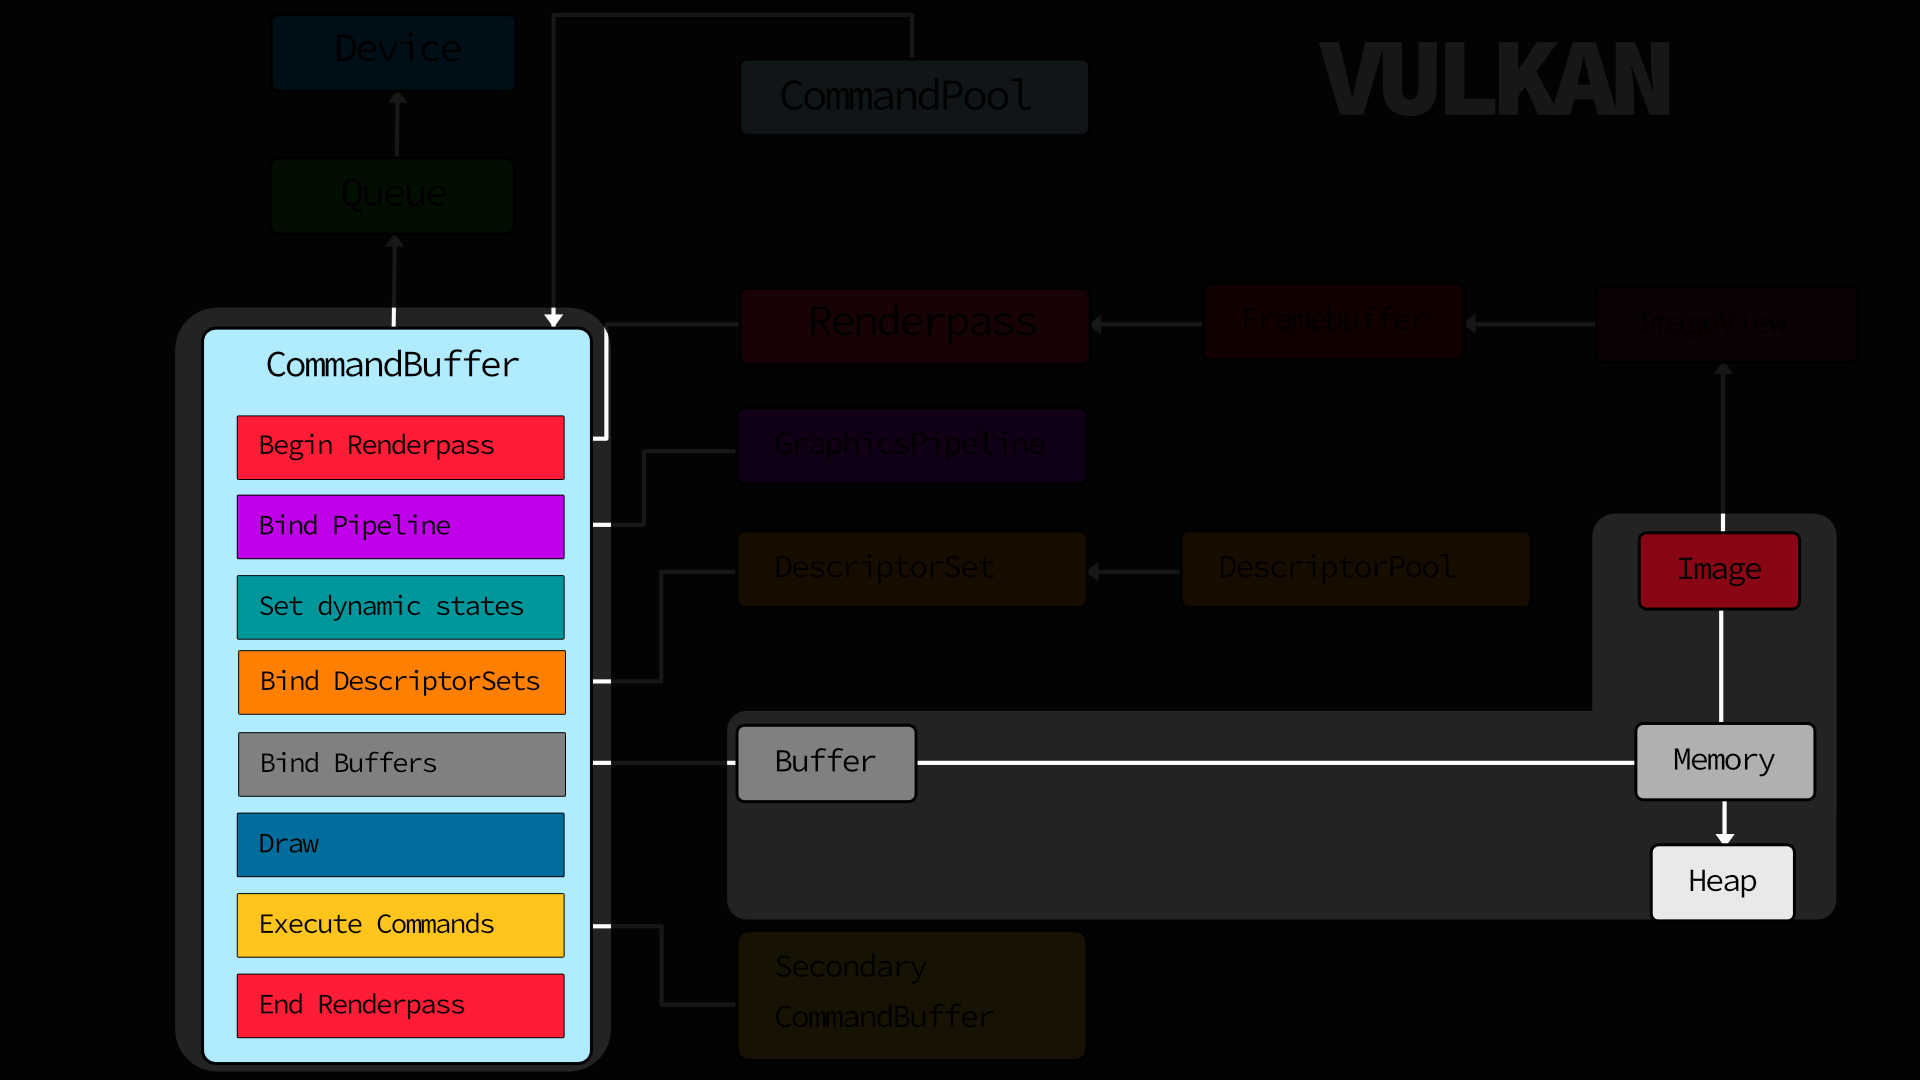 Device
CommandPool
VULKAN
Queue
Renderpass
Framebuffer
ImageView
CommandBuffer
Begin Renderpass
GraphicsPipeline
Bind Pipeline
DescriptorSet
DescriptorPool
Image
Set dynamic states
Bind DescriptorSets
Bind Buffers
Buffer
Memory
Draw
Heap
Execute Commands
Secondary
CommandBuffer
End Renderpass